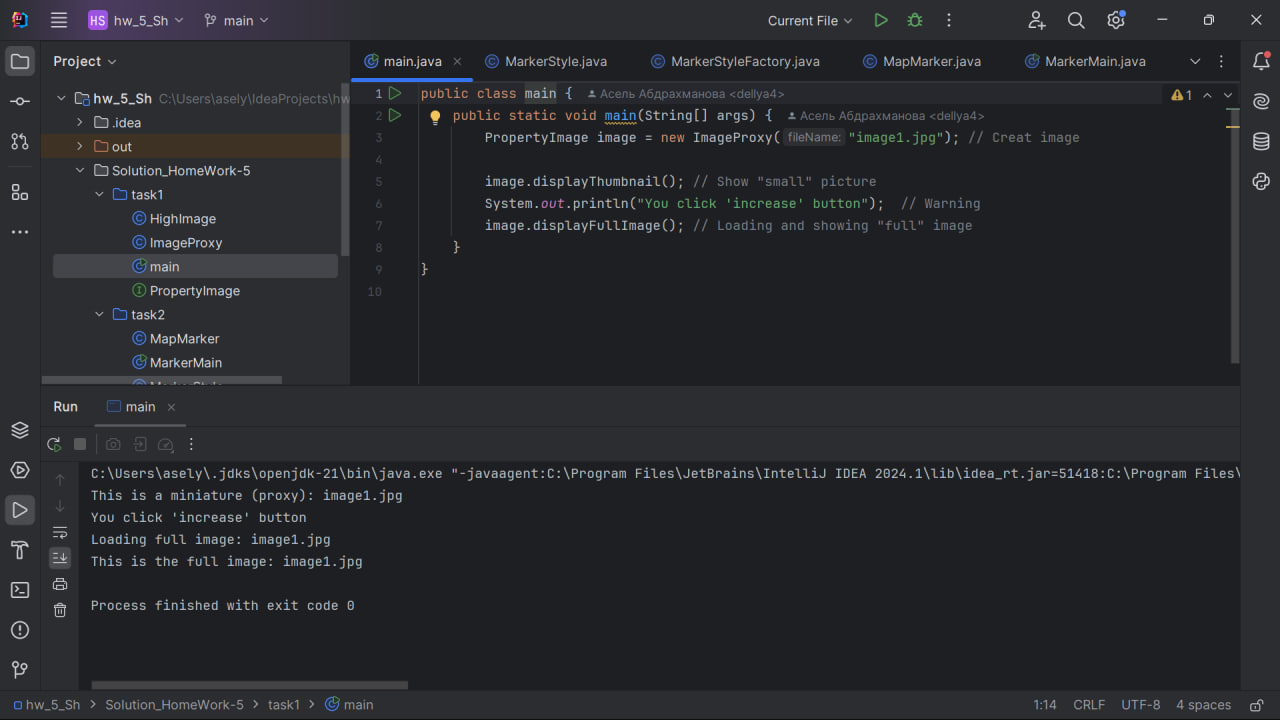 HS hw_5_Sh main Current File
Project
main.java MarkerStyle.java MarkerStyleFactory.java MapMarker.java MarkerMain.java
hw_5_Sh C:\Users\asely\IdeaProjects\hw
.idea
out
Solution_HomeWork-5
task1
HighImage
ImageProxy
main
PropertyImage
task2
MapMarker
MarkerMain
MarkerStyle
1 public class main { Асель Абдрахманова <dellya4>
2 public static void main(String[] args) { Асель Абдрахманова <dellya4>
3 PropertyImage image = new ImageProxy( fileName: "image1.jpg"); // Creat image
4
5 image.displayThumbnail(); // Show "small" picture
6 System.out.println("You click 'increase' button"); // Warning
7 image.displayFullImage(); // Loading and showing "full" image
8 }
9 }
10
1
Run main
C:\Users\asely\.jdks\openjdk-21\bin\java.exe "-javaagent:C:\Program Files\JetBrains\IntelliJ IDEA 2024.1\lib\idea_rt.jar=51418:C:\Program Files\
This is a miniature (proxy): image1.jpg
You click 'increase' button
Loading full image: image1.jpg
This is the full image: image1.jpg
Process finished with exit code 0
hw_5_Sh > Solution_HomeWork-5 > task1 > main 1:14 CRLF UTF-8 4 spaces